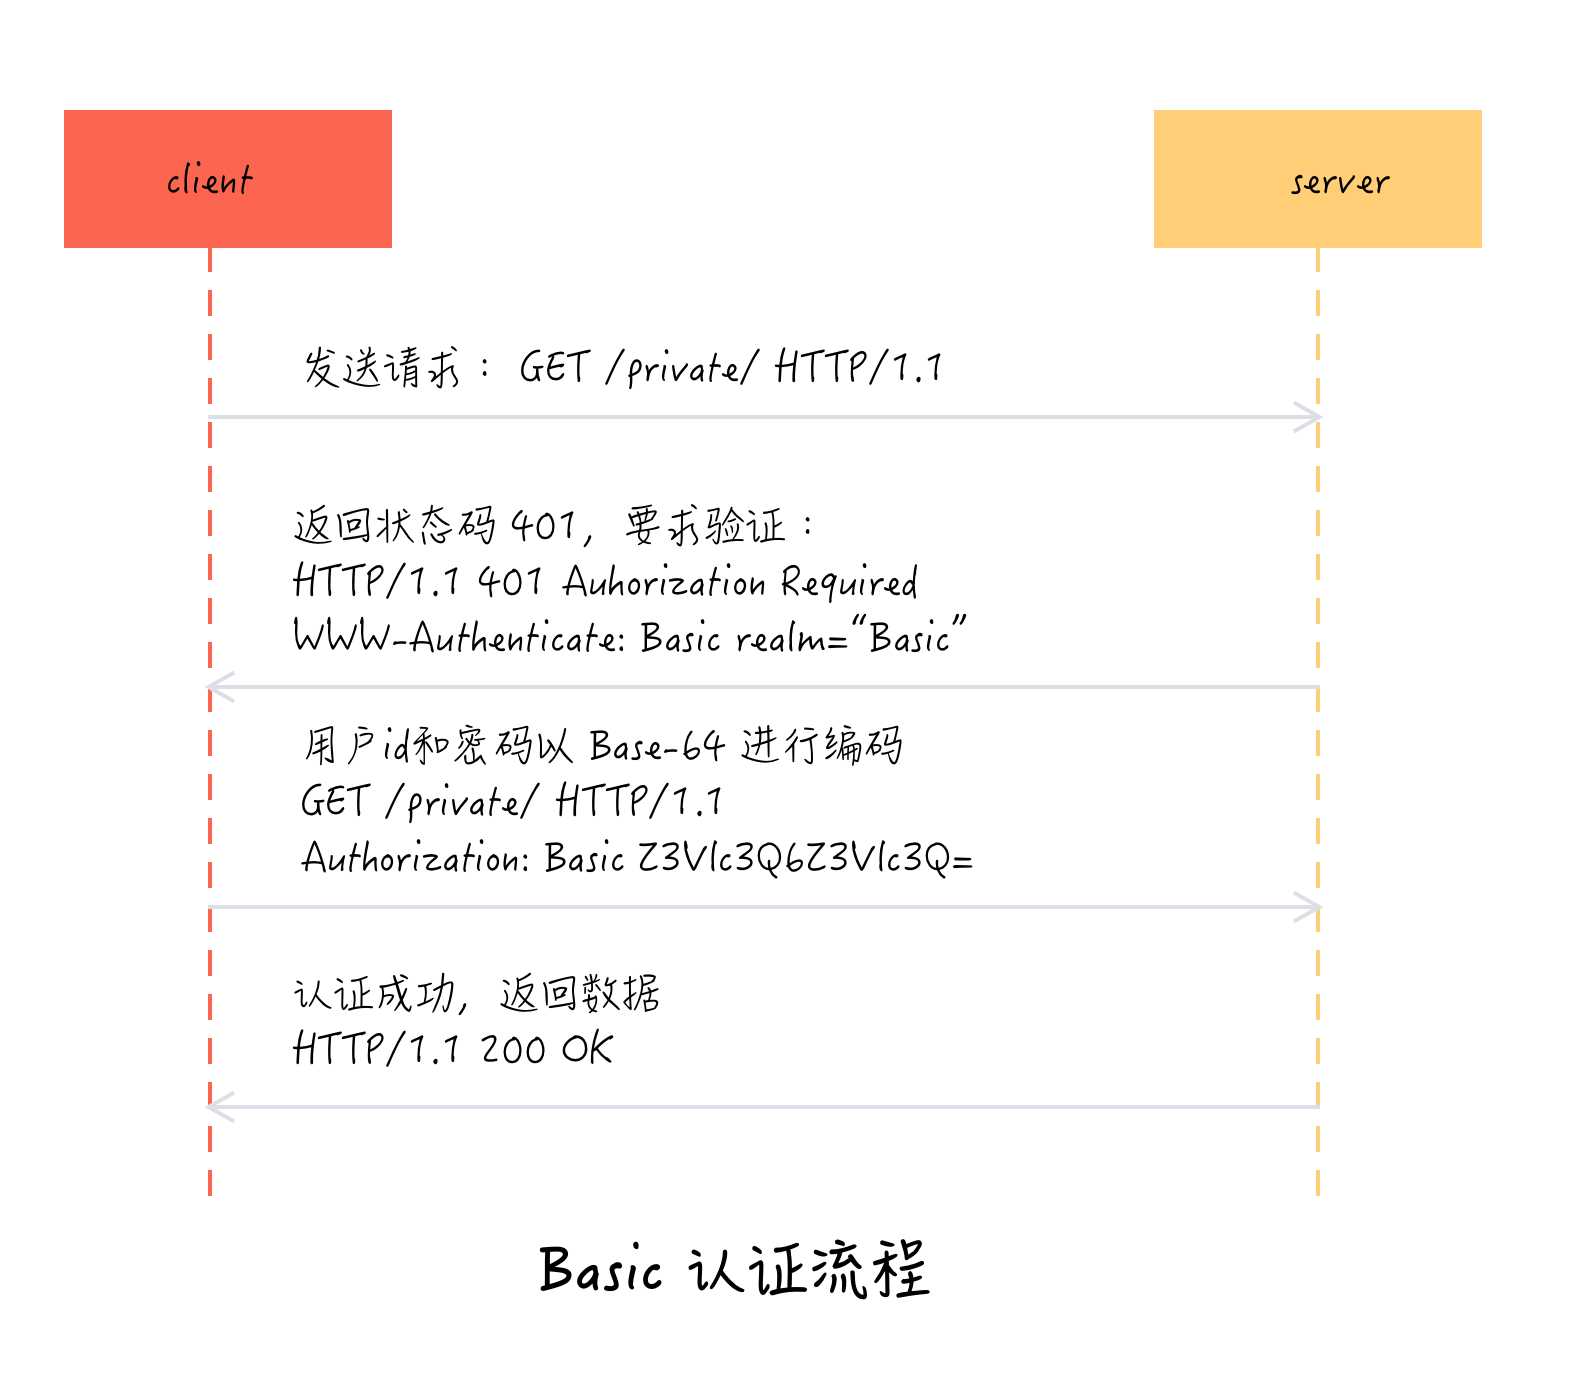 client
server
发送请求： GET /private/ HTTP/1.1
返回状态码 401，要求验证：
HTTP/1.1 401 Auhorization Required
WWW-Authenticate: Basic realm=“Basic”
用户id和密码以 Base-64 进行编码
GET /private/ HTTP/1.1
Authorization: Basic Z3Vlc3Q6Z3Vlc3Q=
认证成功，返回数据
HTTP/1.1 200 OK
Basic 认证流程